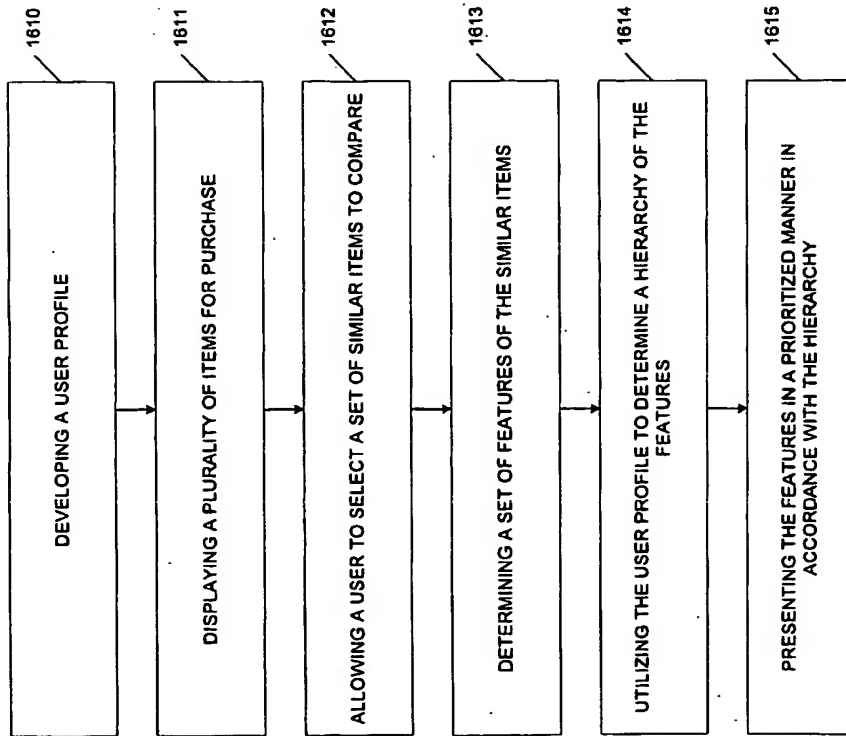 1610
DEVELOPING A USER PROFILE
1611
DISPLAYING A PLURALITY OF ITEMS FOR PURCHASE
1612
ALLOWING A USER TO SELECT A SET OF SIMILAR ITEMS TO COMPARE
1613
DETERMINING A SET OF FEATURES OF THE SIMILAR ITEMS
1614
UTILIZING THE USER PROFILE TO DETERMINE A HIERARCHY OF THE
FEATURES
1615
PRESENTING THE FEATURES IN A PRIORITIZED MANNER IN
ACCORDANCE WITH THE HIERARCHY